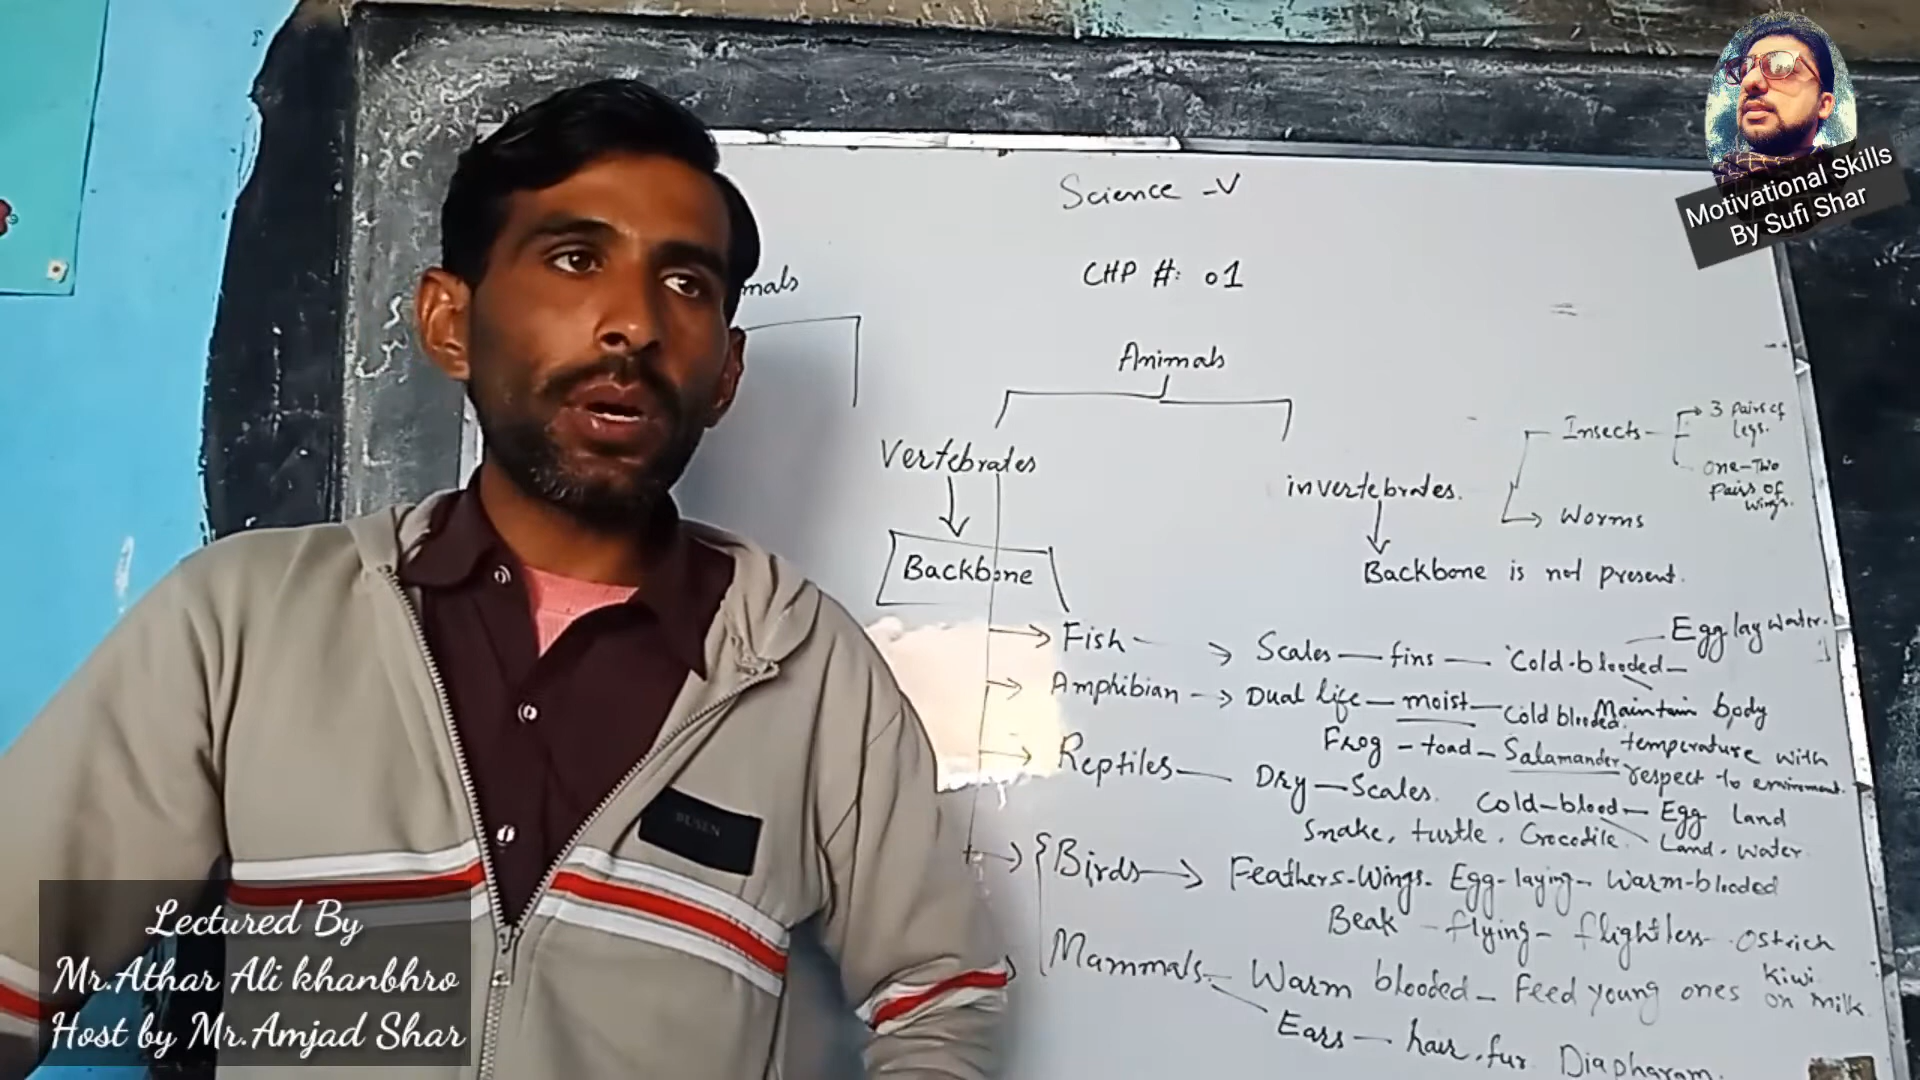 Motivational Skills
By Sufi Shar
Science -V
CHP #: 01
mals
Animals
Vertebrates
Backbone
invertebrates.
Backbone is not present.
Insects
3 pairs of
legs.
One-Two
pairs of
wings.
Worms
Fish
Scales fins Cold-blooded
Egg lay water.
Maintain body
temperature with
respect to enviroment.
Amphibian Dual life moist Cold blooded
Frog - toad - Salamander
Reptiles Dry Scales. Cold-blood Egg Land
Snake, turtle, Crocodile. Land, water
Birds Feathers-Wings- Egg-laying- Warm-blooded
Beak - flying - flightless- Ostrich
Kiwi
Mammals Warm blooded - Feed young ones on milk
Ears hair, fur Diapharam.
BUSEN
Lectured By
Mr.Athar Ali khanbhro
Host by Mr.Amjad Shar